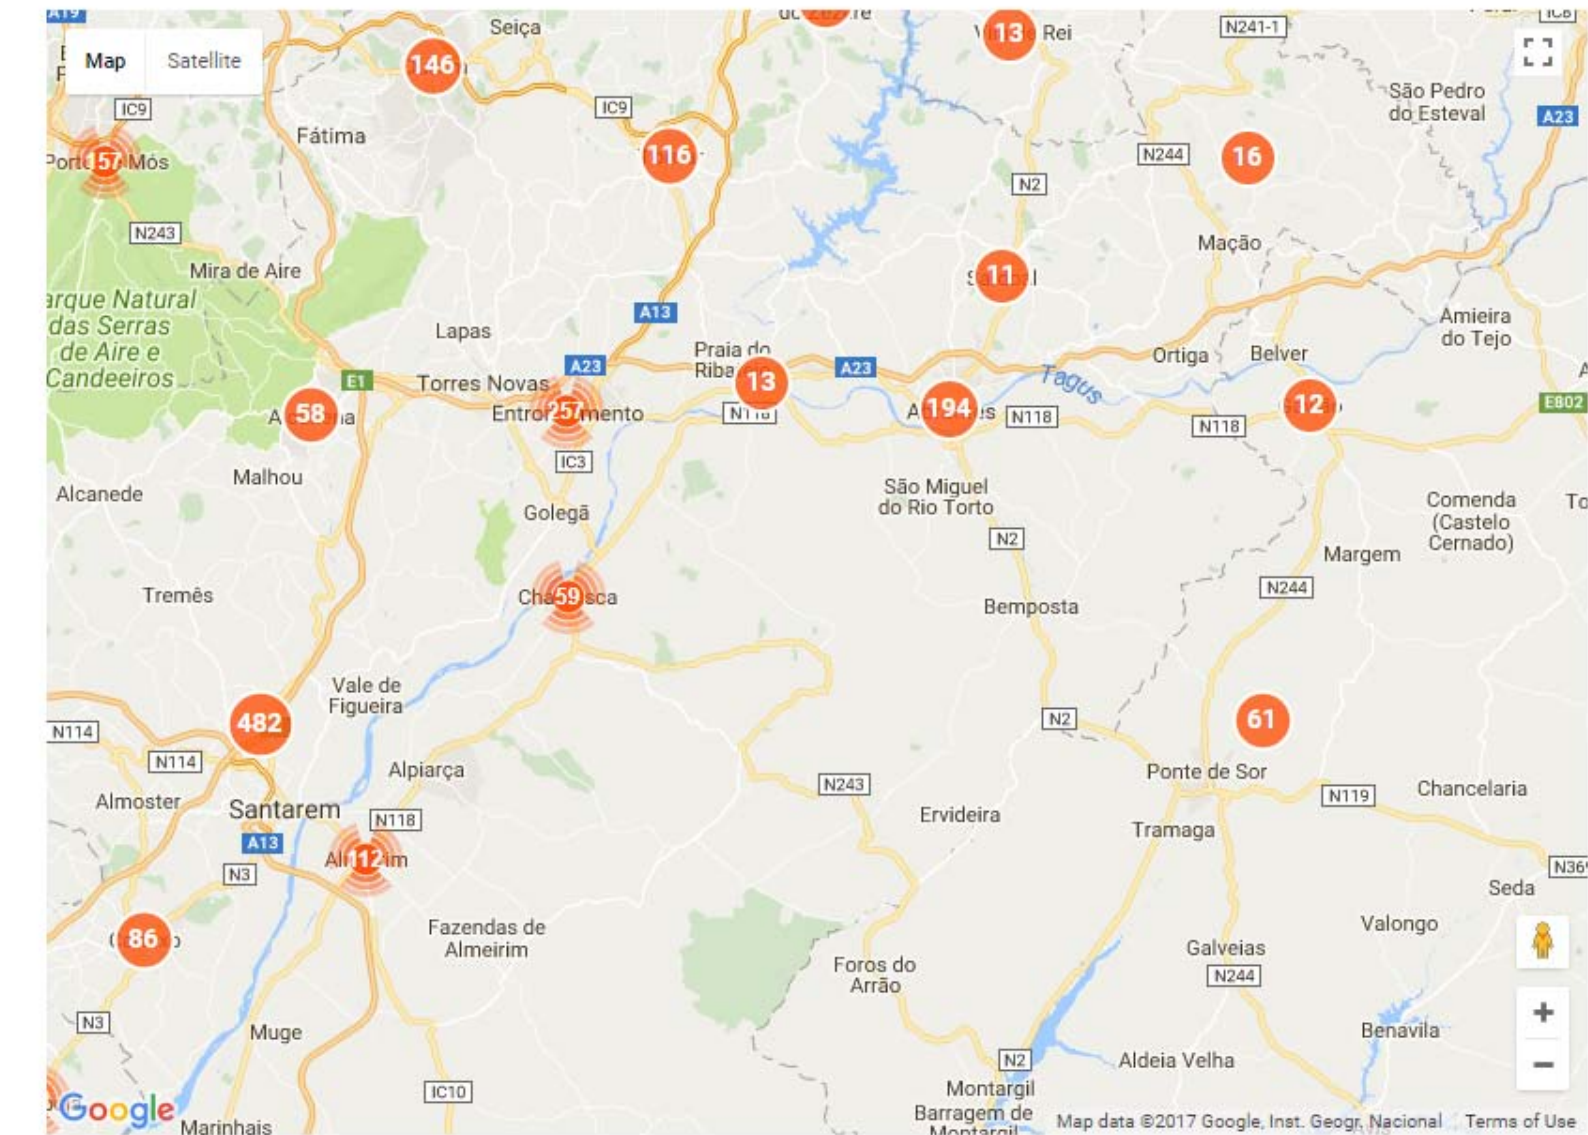 A19
Seiça
13
Rei
N241-1
IC8
Map
Satellite
146
IC9
IC9
São Pedro
do Esteval
A23
Fátima
116
N244
16
157
Mós
N2
N243
Mação
Mira de Aire
11
arque Natural
das Serras
de Aire e
Candeeiros
A13
Amieira
do Tejo
Lapas
Praia do
Ortiga
Belver
A23
A23
E1
Torres Novas
13
Tagus
58
257
N118
194
N118
12
N118
E802
IC3
Malhou
Alcanede
São Miguel
do Rio Torto
Comenda
(Castelo
Cernado)
Golegã
N2
Margem
N244
Tremês
59
Bemposta
Vale de
Figueira
482
N114
N2
61
N114
Alpiarça
Ponte de Sor
N243
Chancelaria
Almoster
Santarem
N118
N119
Ervideira
Tramaga
A13
112
N3
N36
Seda
86
Fazendas de
Almeirim
Valongo
Galveias
Foros do
Arrão
N244
N3
Muge
Benavila
N2
Aldeia Velha
Montargil
IC10
Google
Barragem de
Montargil
Marinhais
Map data ©2017 Google, Inst. Geogr. Nacional
Terms of Use